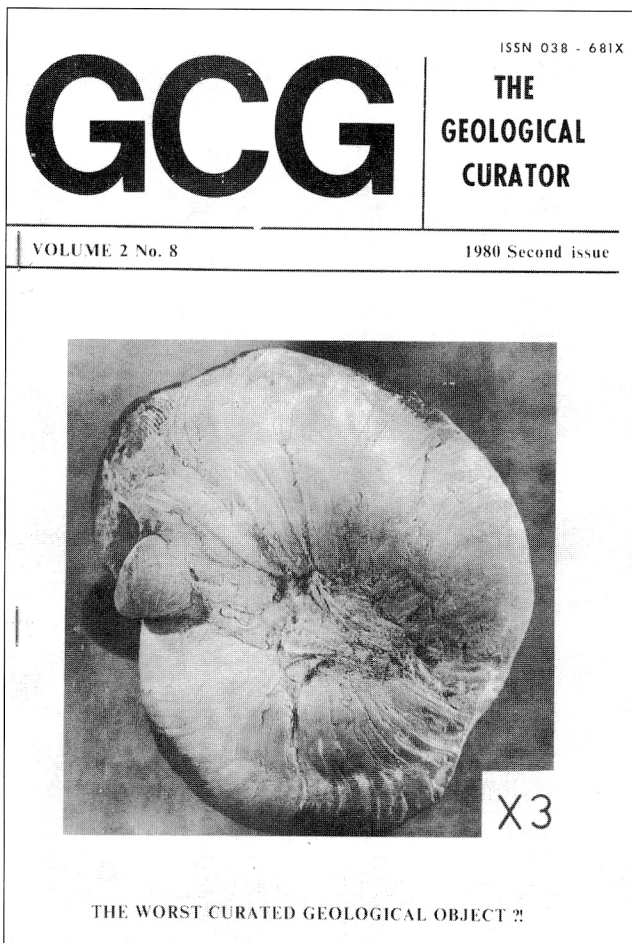 ISSN 038 - 681X
GCG
THE
GEOLOGICAL
CURATOR
VOLUME 2 No. 8
1980 Second issue
X3
THE WORST CURATED GEOLOGICAL OBJECT ?!